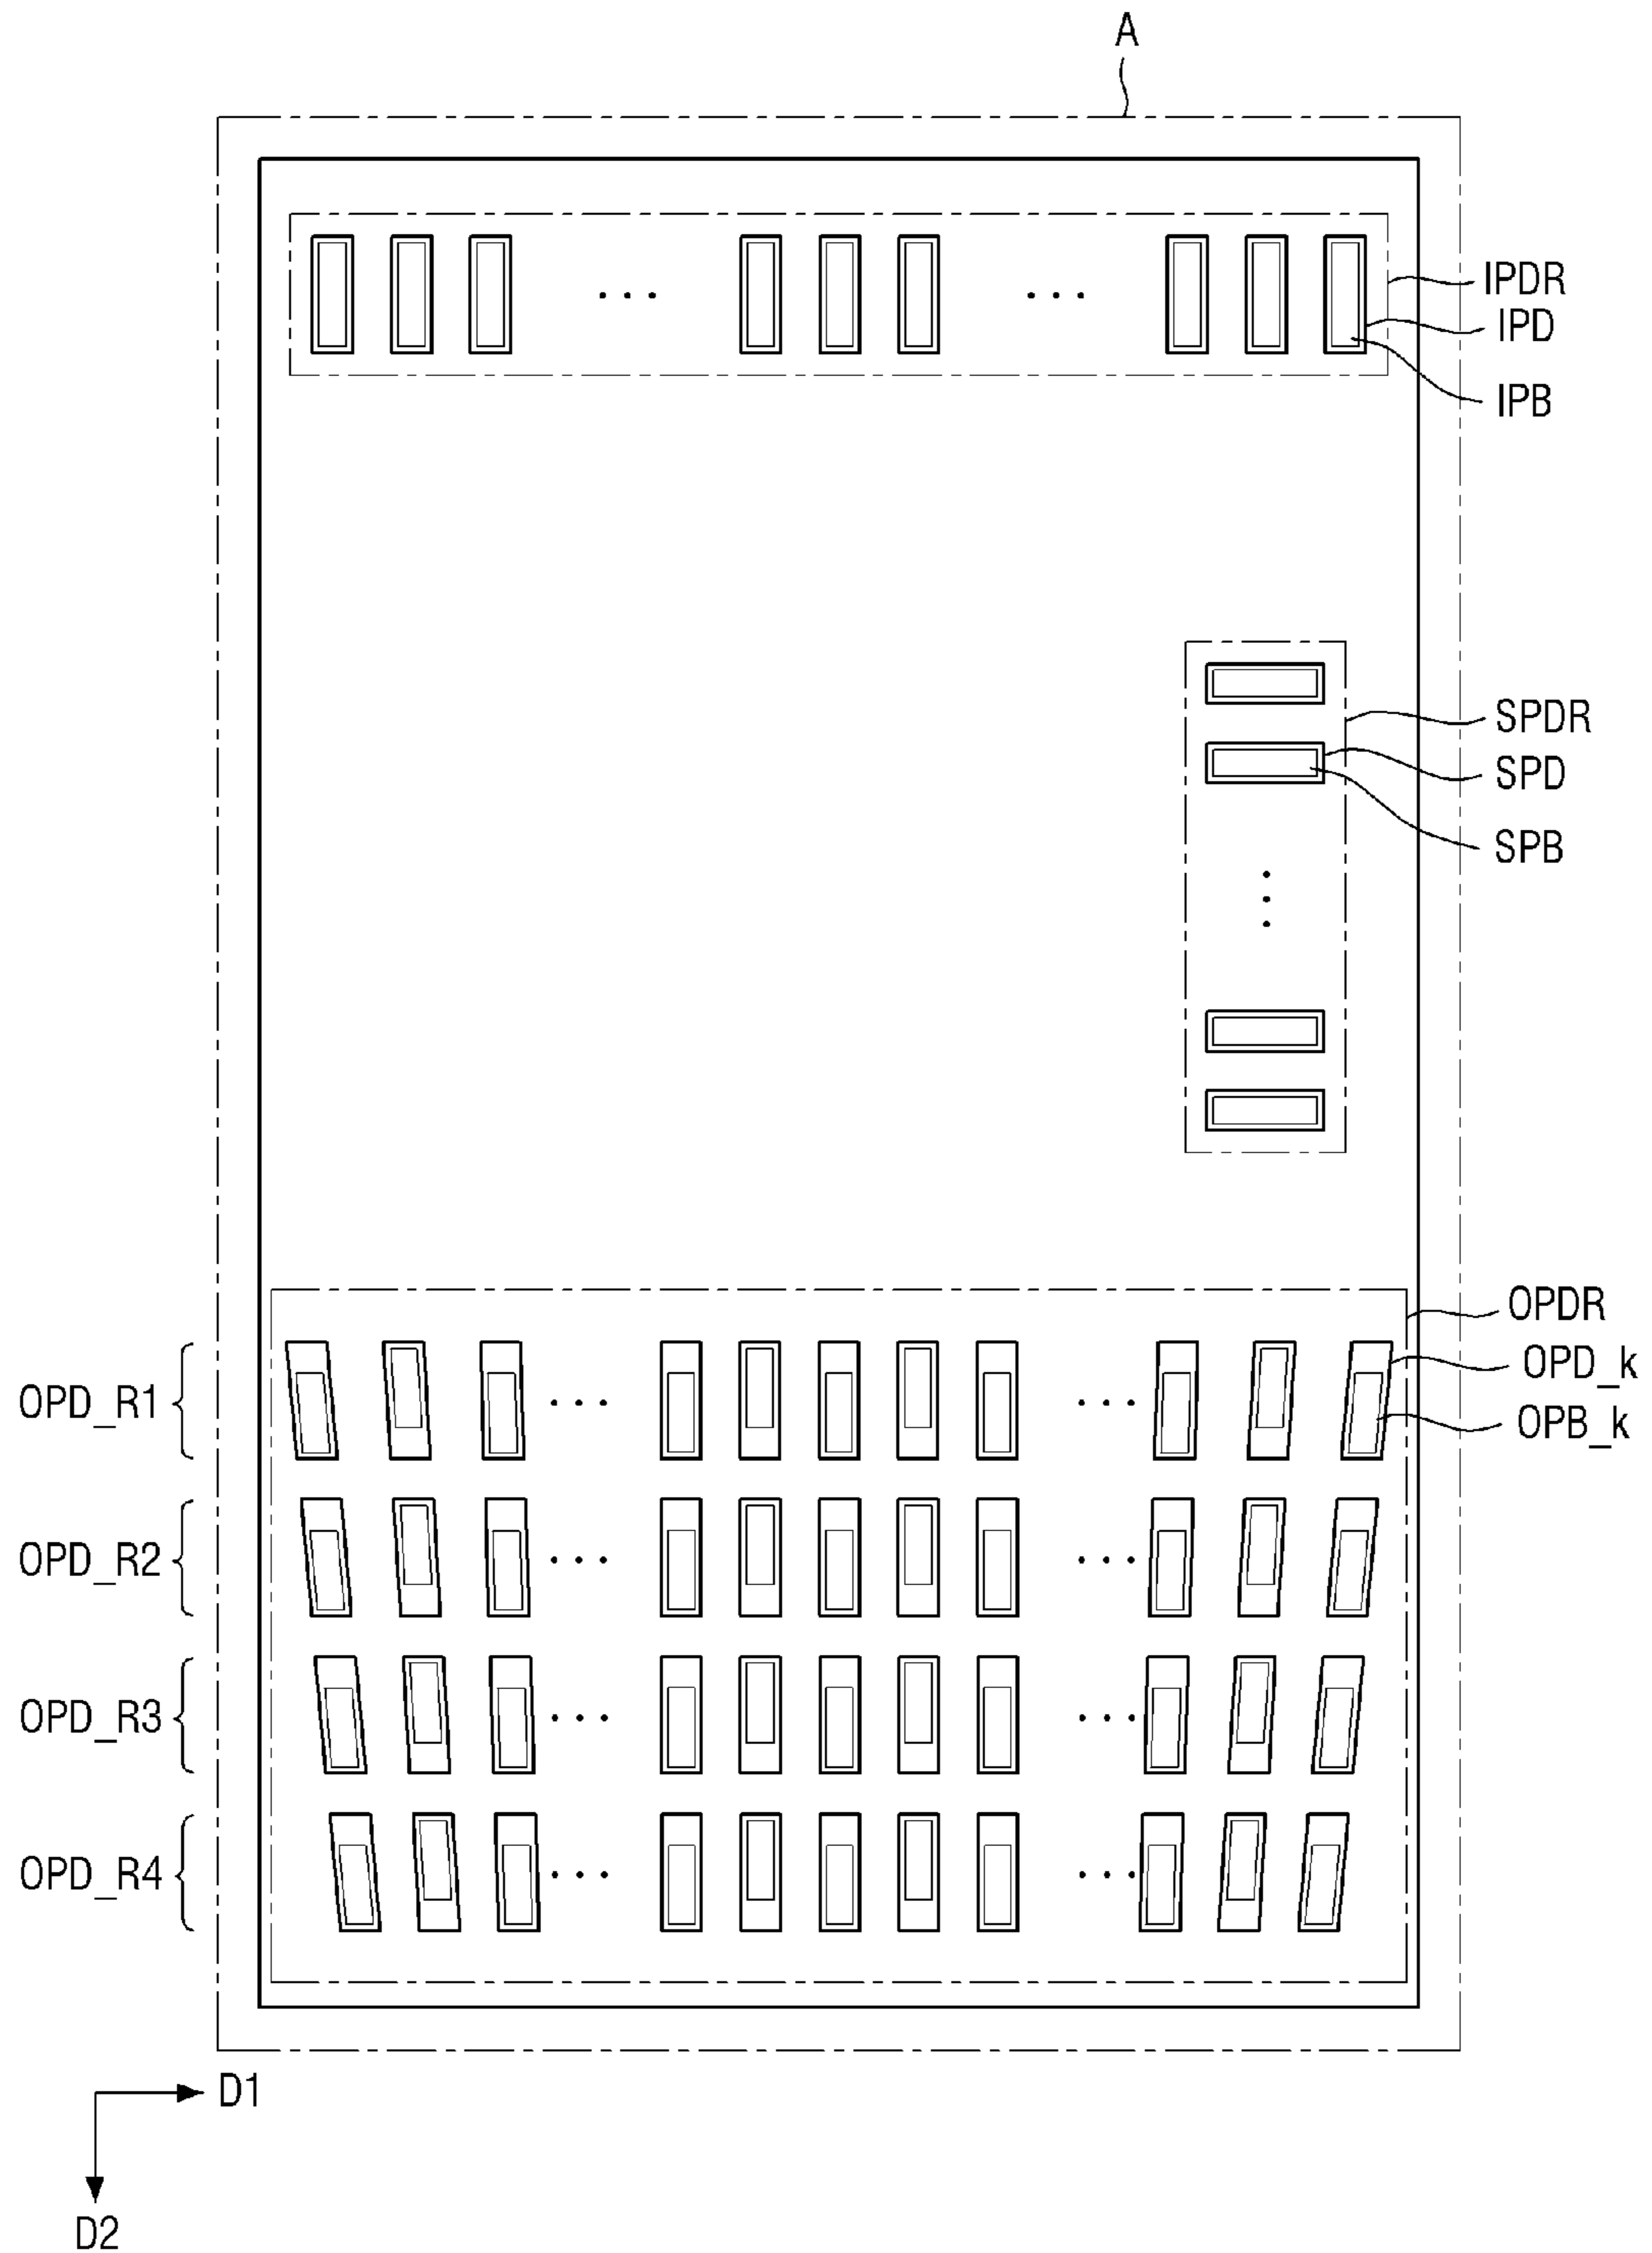 A
IPDR
IPD
IPB
SPDR
SPD
SPB
OPDR
OPD_k
OPB_k
OPD_R1
OPD_R2
OPD_R3
OPD_R4
D1
D2